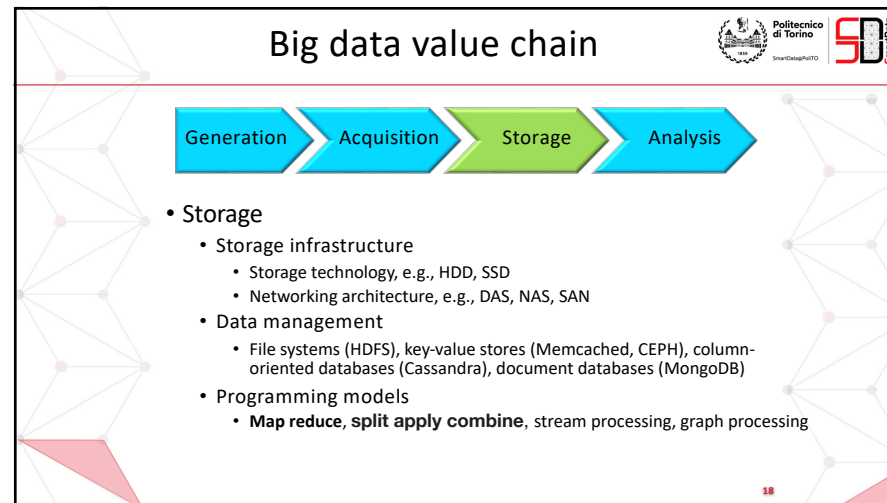 Big data value chain
Politecnico
di Torino
1859
SmartData@PoliTO
Generation
Acquisition
Storage
Analysis
• Storage
• Storage infrastructure
• Storage technology, e.g., HDD, SSD
• Networking architecture, e.g., DAS, NAS, SAN
• Data management
• File systems (HDFS), key-value stores (Memcached, CEPH), column-
oriented databases (Cassandra), document databases (MongoDB)
• Programming models
• Map reduce, split apply combine, stream processing, graph processing
18